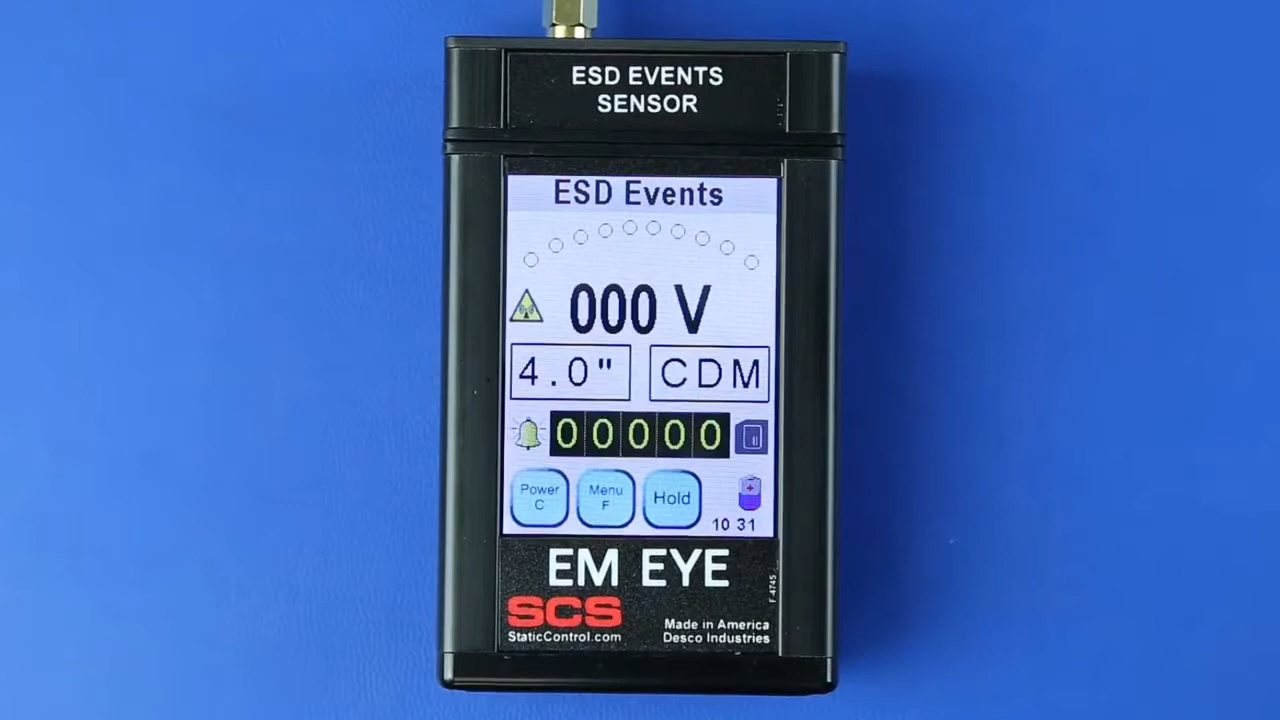 ESD EVENTS
SENSOR
ESD Events
000 V
4.0" CDM
00000
Power
C
Menu
F
Hold
10 31
EM EYE
F-4745
SCS
StaticControl.com
Made in America
Desco Industries